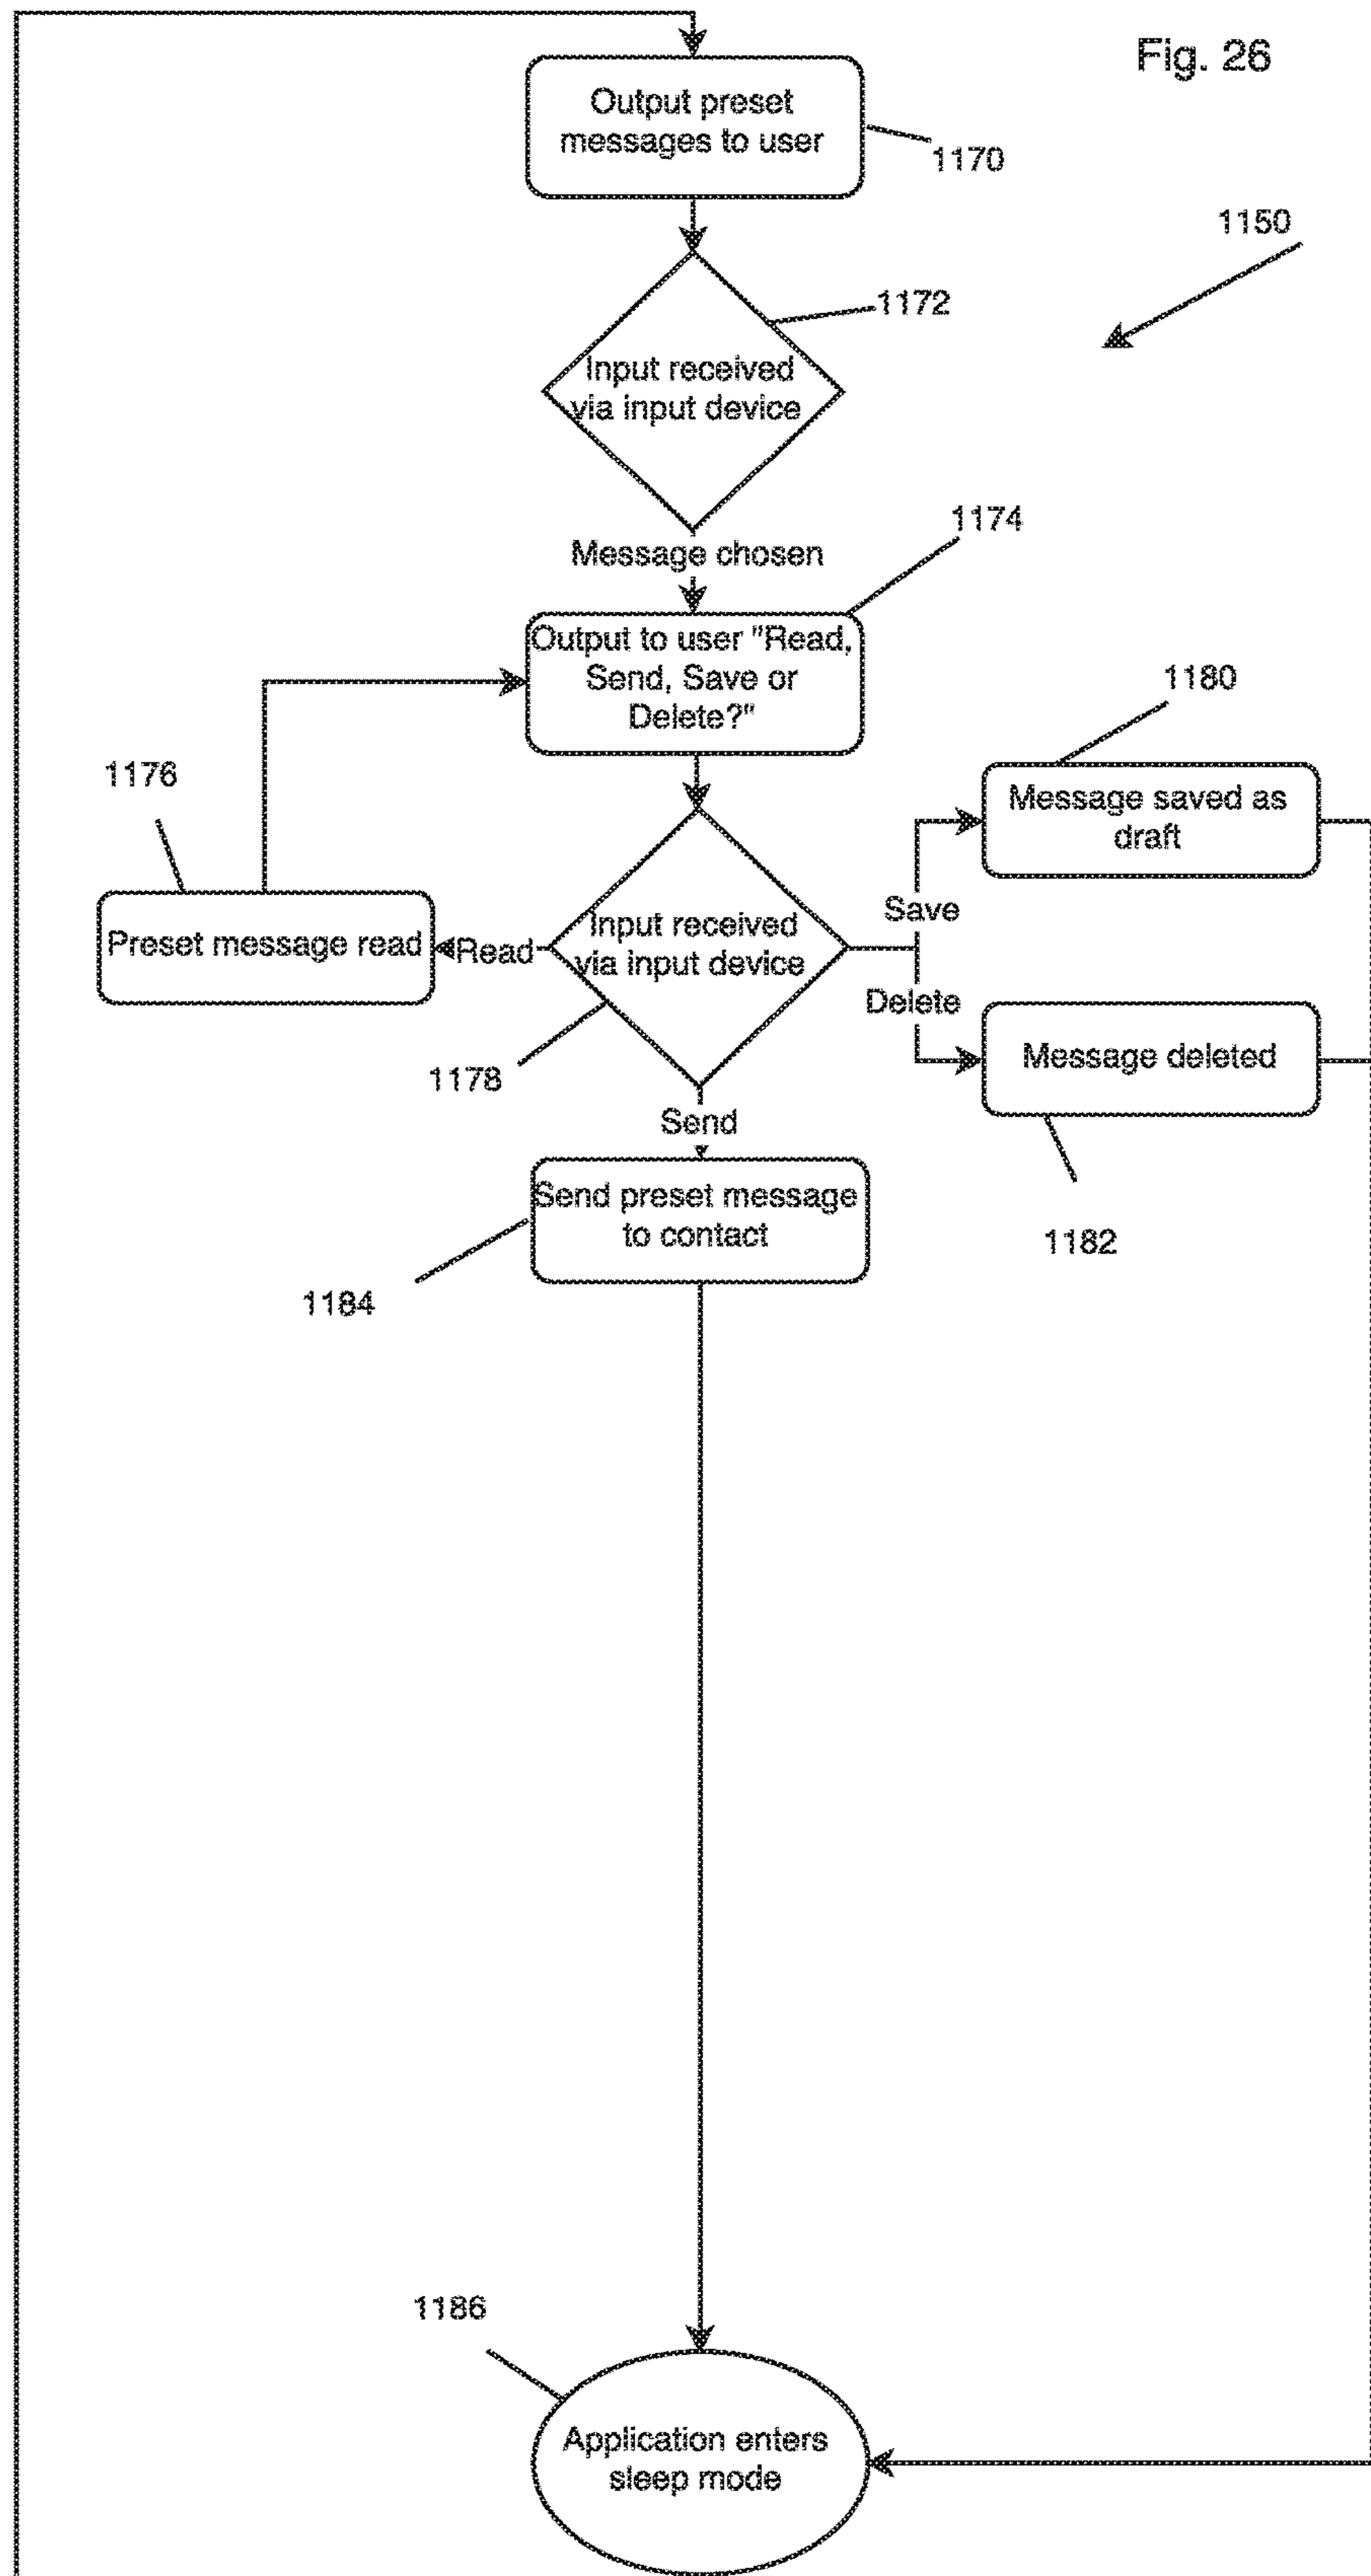 Fig. 26
Output preset
messages to user
1170
1150
1172
Input received
via input device
Message chosen
1174
Output to user "Read,
Send, Save or
Delete?"
1180
1176
Message saved as
draft
Save
Preset message read
Read
Input received
via input device
Delete
1178
Message deleted
Send
Send preset message
to contact
1182
1184
1186
Application enters
sleep mode